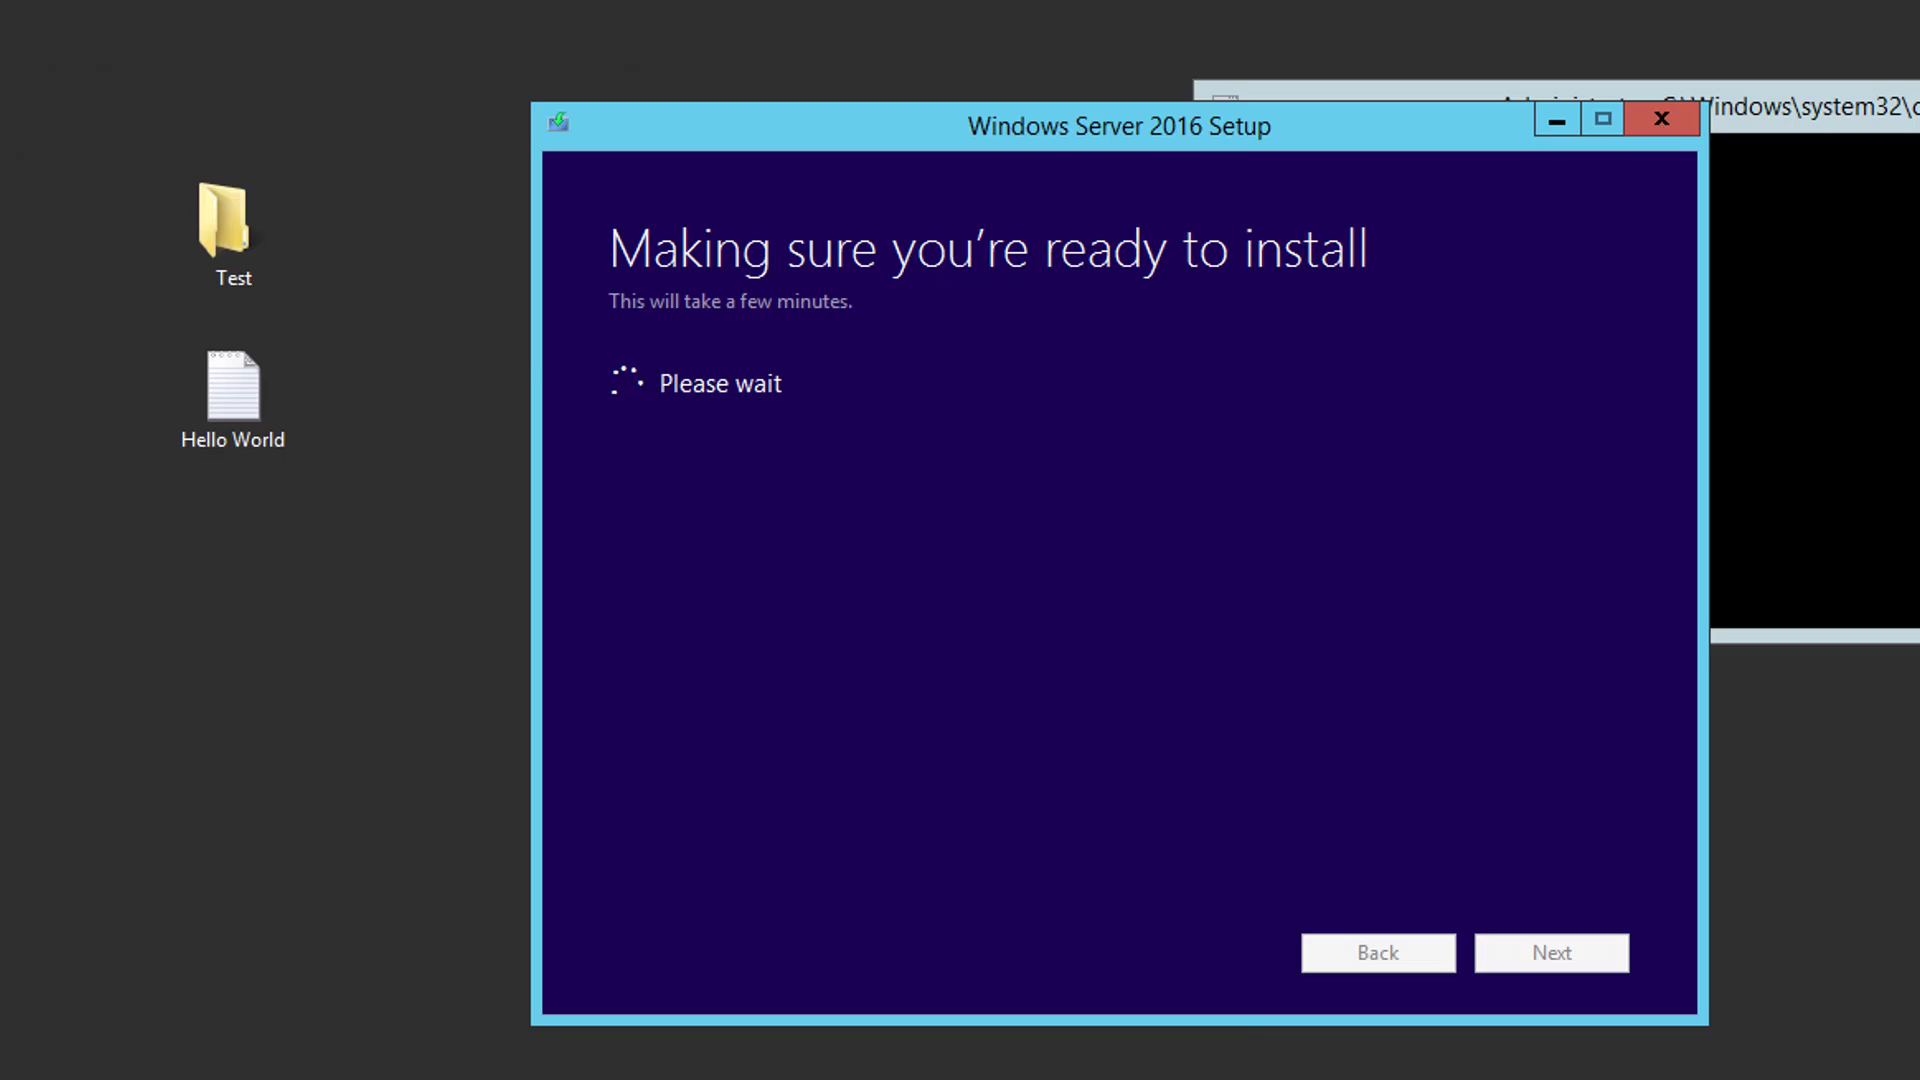 Windows\system32\
Windows Server 2016 Setup
Making sure you're ready to install
This will take a few minutes.
Please wait
Test
Hello World
Back
Next